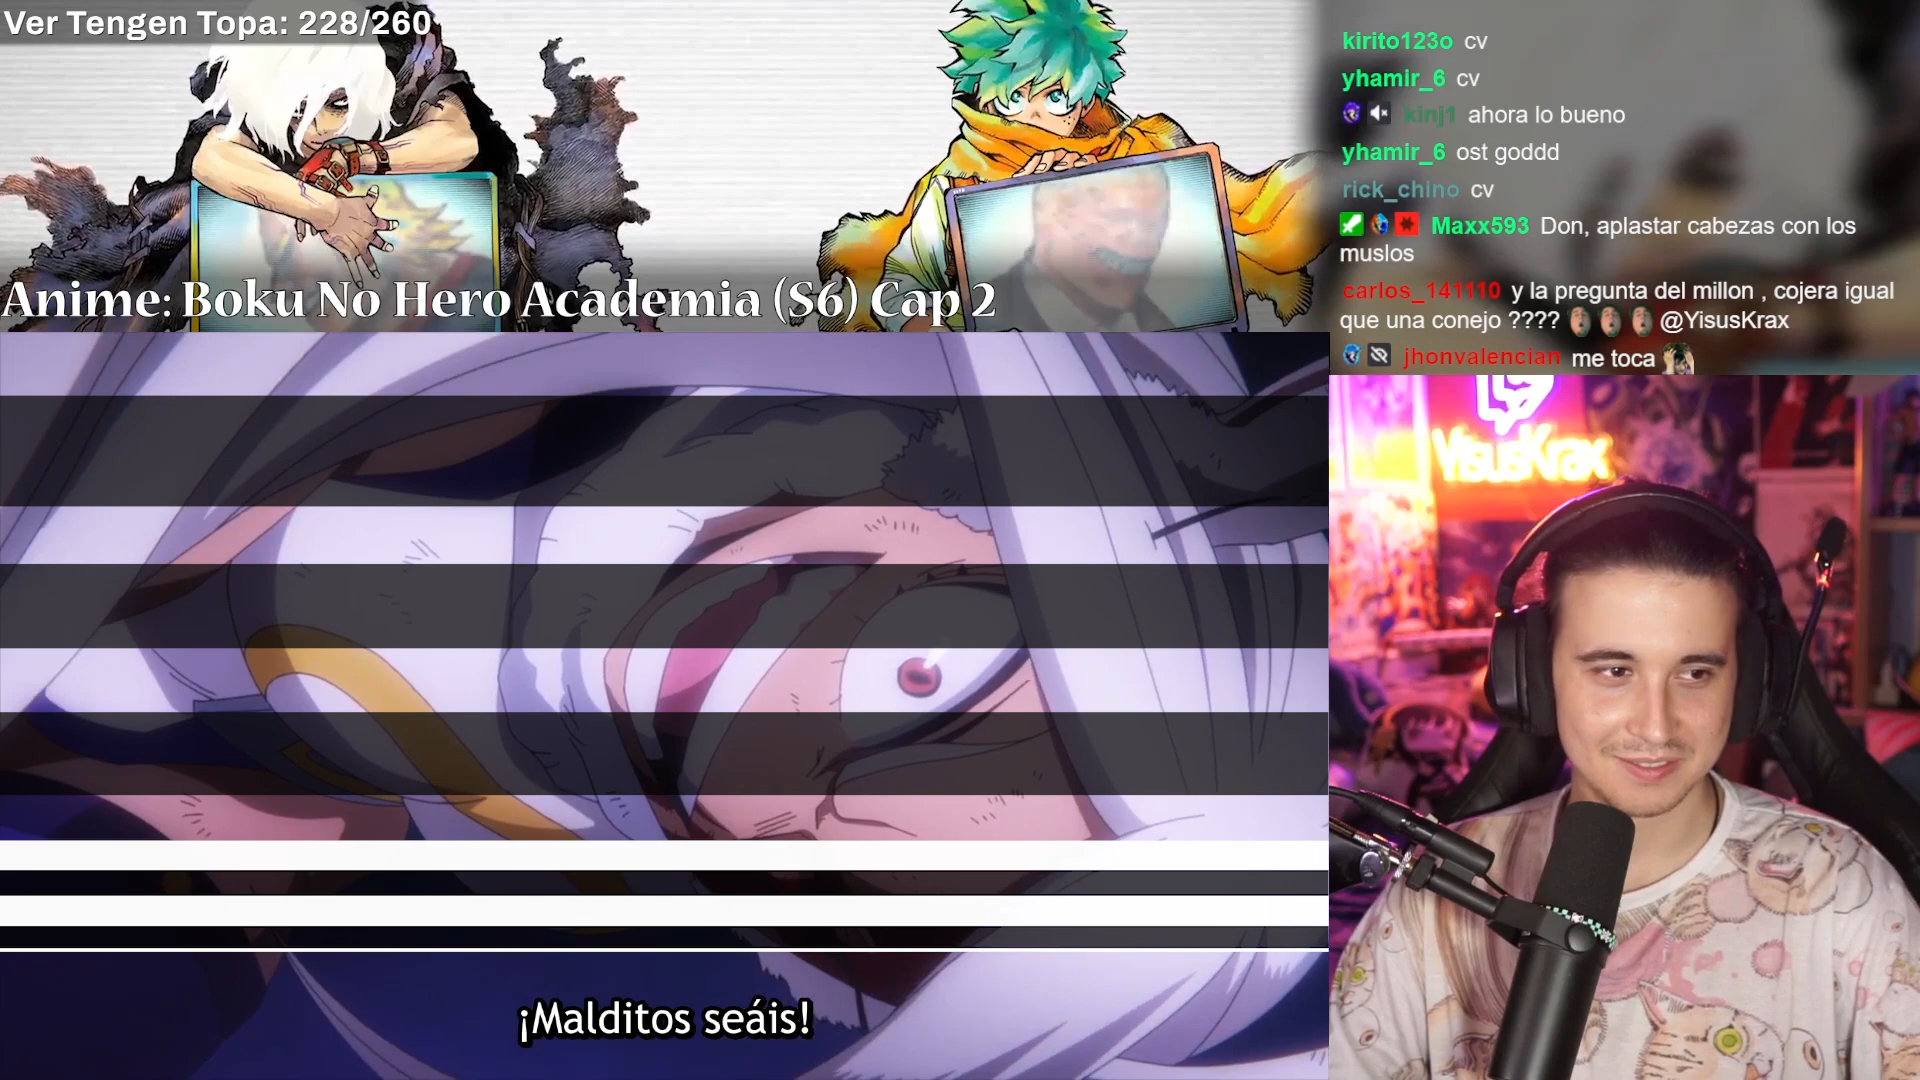 Ver Tengen Topa: 228/260
Anime: Boku No Hero Academia (S6) Cap 2
kirito123o cv
yhamir_6 cv
kinj1 ahora lo bueno
yhamir_6 ost goddd
rick_chino cv
Maxx593 Don, aplastar cabezas con los
muslos
carlos_141110 y la pregunta del millon , cojera igual
que una conejo ???? @YisusKrax
jhonvalencian me toca
YisusKrax
¡Malditos seáis!